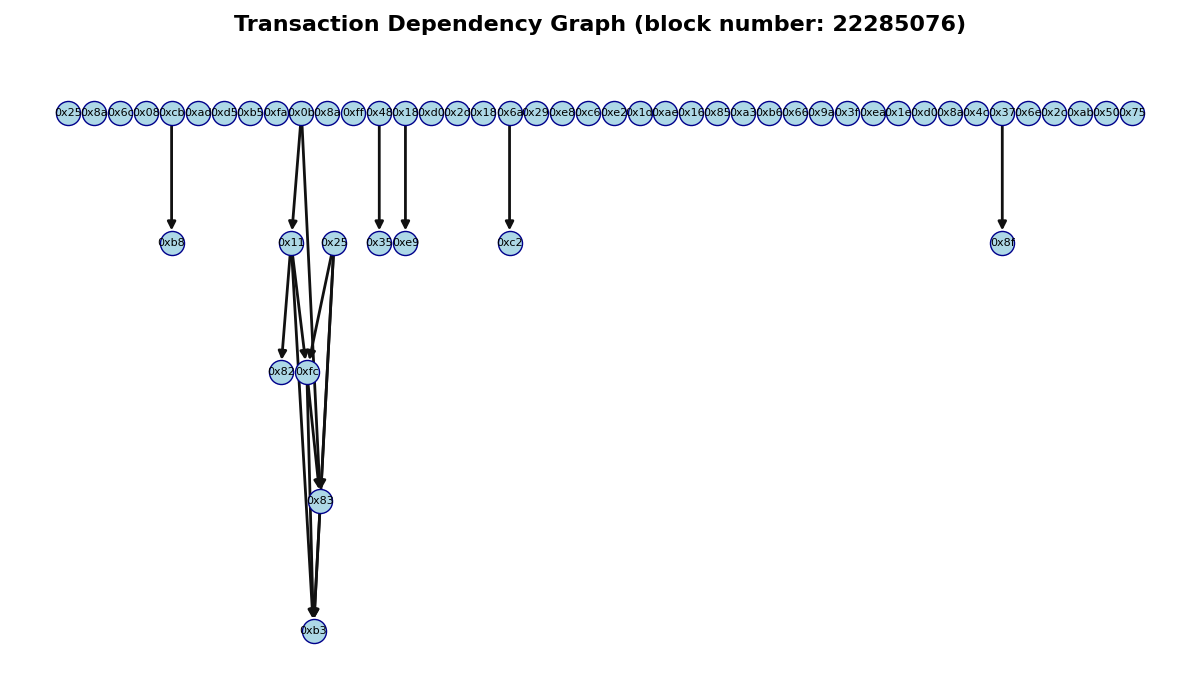 Transaction Dependency Graph (block number: 22285076)
0x25 0x8a 0x6c 0x08 0xcb 0xad 0xd5 0xb5 0xfa 0x0b 0x8a 0xff 0x48 0x18 0xd0 0x2c 0x18 0x6a 0x29 0xe8 0xc6 0xe2 0x1d 0xae 0x16 0x85 0xa3 0xb6 0x66 0x9a 0x3f 0xea 0x1e 0xd0 0x8a 0x4c 0x37 0x6e 0x2c 0xab 0x50 0x75
0xb8 0x11 0x25 0x35 0xe9 0xc2 0x8f
0x82 0xfc
0x83
0xb3